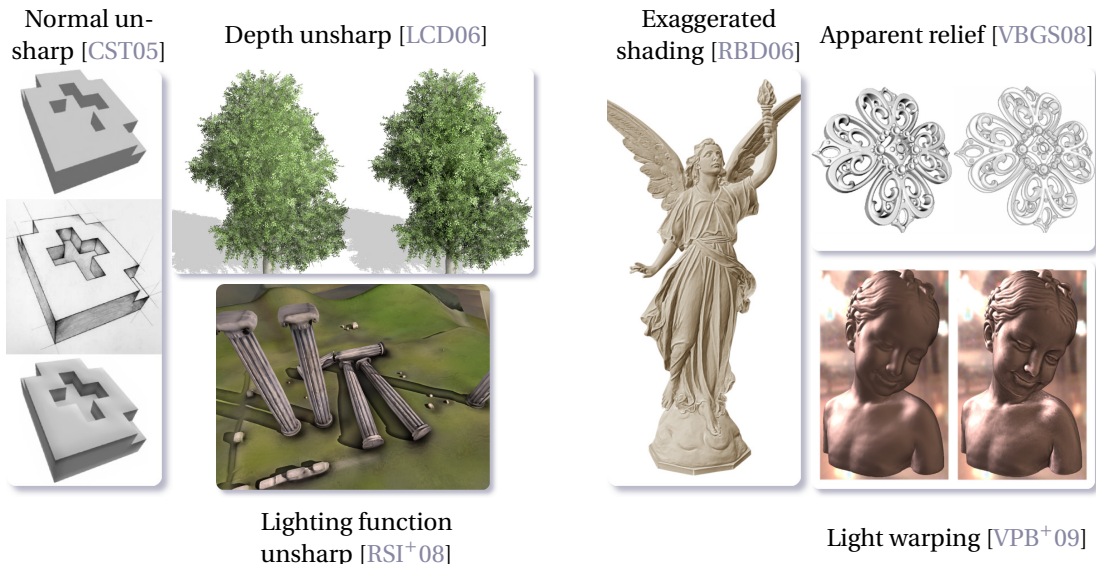 Normal un-
sharp [CST05]
Depth unsharp [LCD06]
Exaggerated
shading [RBD06]
Apparent relief [VBGS08]
Lighting function
unsharp [RSI+08]
Light warping [VPB+09]